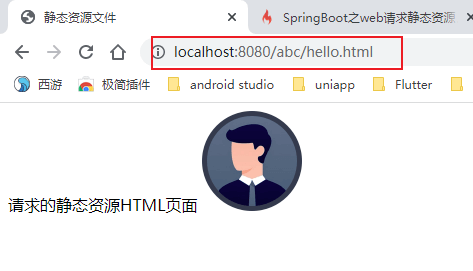 静态资源文件
SpringBoot之web请求静态资源
localhost:8080/abc/hello.html
西游
极简插件
android studio
uniapp
Flutter
请求的静态资源HTML页面